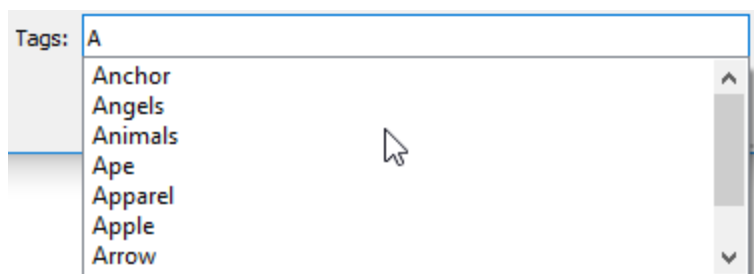 Tags: A
Anchor
Angels
Animals
Ape
Apparel
Apple
Arrow